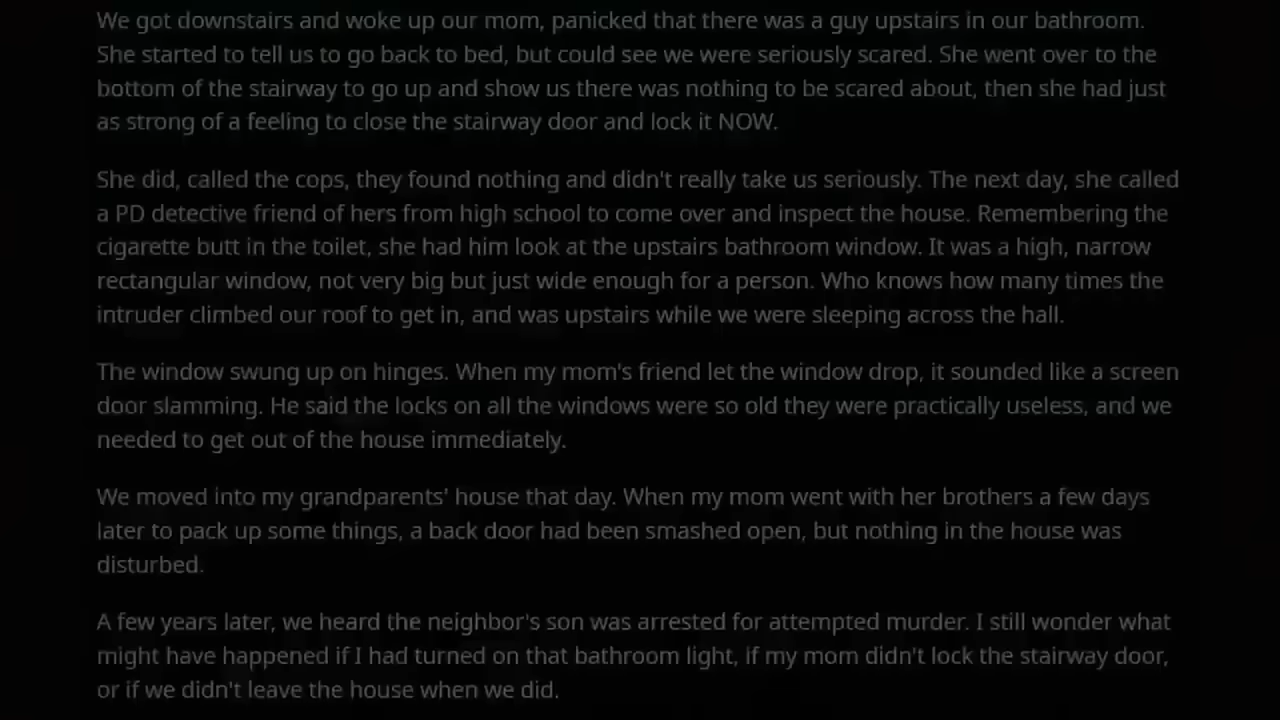 We got downstairs and woke up our mom, panicked that there was a guy upstairs in our bathroom.
She started to tell us to go back to bed, but could see we were seriously scared. She went over to the
bottom of the stairway to go up and show us there was nothing to be scared about, then she had just
as strong of a feeling to close the stairway door and lock it NOW.
She did, called the cops, they found nothing and didn't really take us seriously. The next day, she called
a PD detective friend of hers from high school to come over and inspect the house. Remembering the
cigarette butt in the toilet, she had him look at the upstairs bathroom window. It was a high, narrow
rectangular window, not very big but just wide enough for a person. Who knows how many times the
intruder climbed our roof to get in, and was upstairs while we were sleeping across the hall.
The window swung up on hinges. When my mom's friend let the window drop, it sounded like a screen
door slamming. He said the locks on all the windows were so old they were practically useless, and we
needed to get out of the house immediately.
We moved into my grandparents' house that day. When my mom went with her brothers a few days
later to pack up some things, a back door had been smashed open, but nothing in the house was
disturbed.
A few years later, we heard the neighbor's son was arrested for attempted murder. I still wonder what
might have happened if I had turned on that bathroom light, if my mom didn't lock the stairway door,
or if we didn't leave the house when we did.